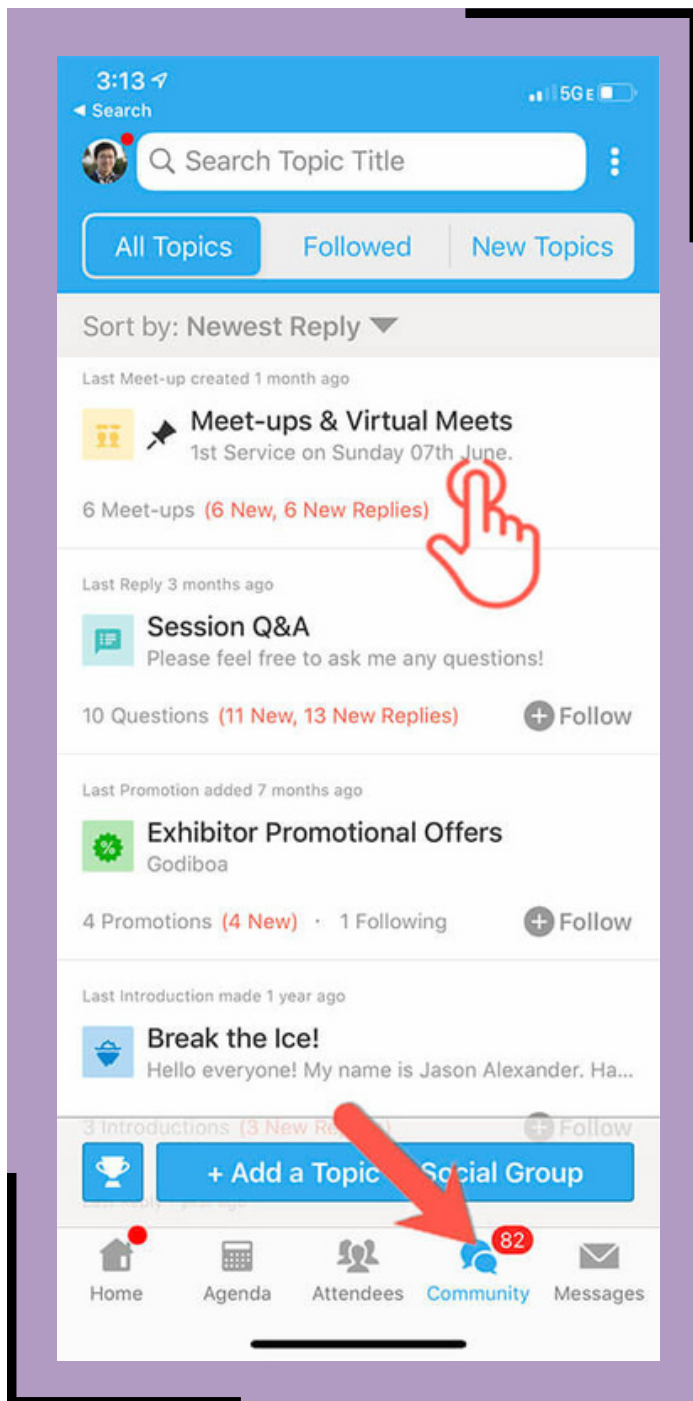 3:13
◀ Search
5G E
Search Topic Title
All Topics Followed New Topics
Sort by: Newest Reply
Last Meet-up created 1 month ago
Meet-ups & Virtual Meets
1st Service on Sunday 07th June.
6 Meet-ups (6 New, 6 New Replies)
Last Reply 3 months ago
Session Q&A
Please feel free to ask me any questions!
10 Questions (11 New, 13 New Replies) Follow
Last Promotion added 7 months ago
Exhibitor Promotional Offers
Godiboa
4 Promotions (4 New) · 1 Following Follow
Last Introduction made 1 year ago
Break the Ice!
Hello everyone! My name is Jason Alexander. Ha...
3 Introductions (3 New Follow
+ Add a Topic Social Group
82
Home Agenda Attendees Community Messages